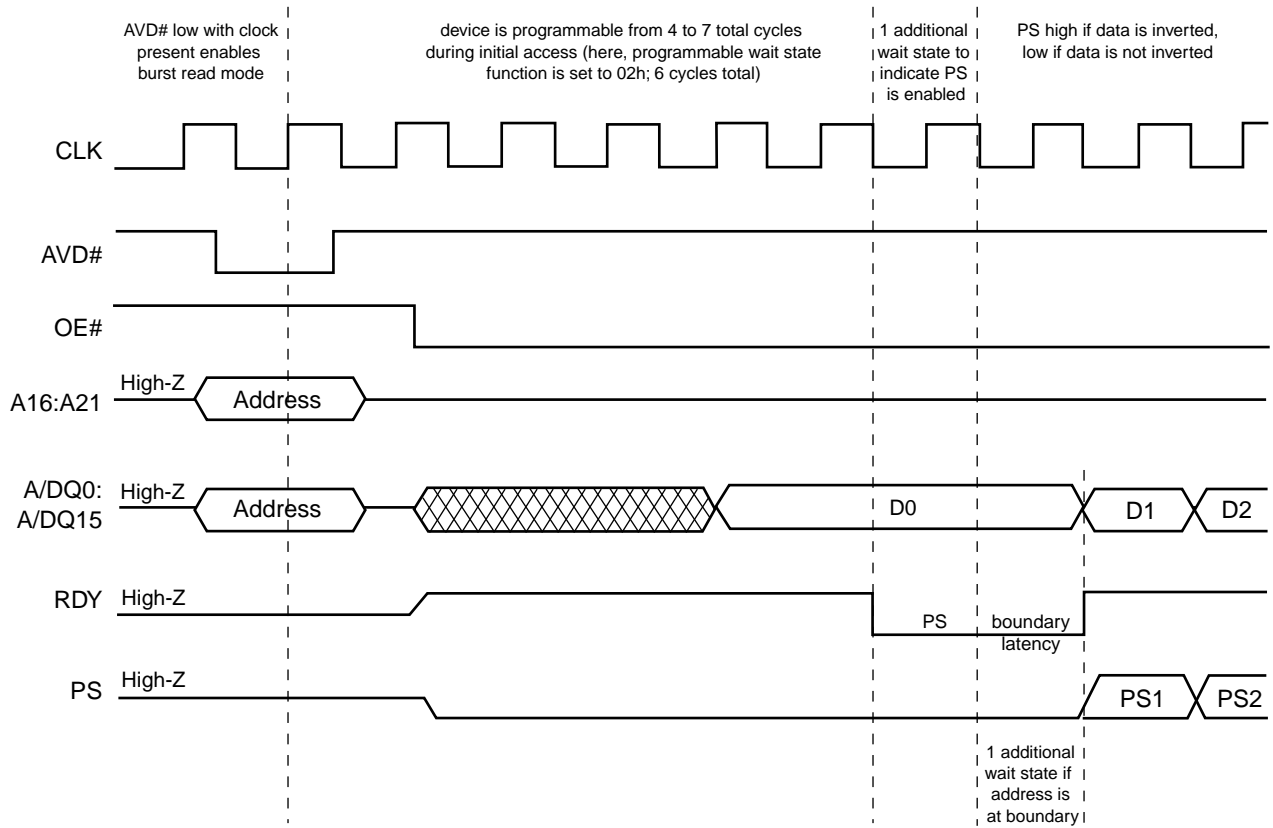 AVD# low with clock
present enables
burst read mode
device is programmable from 4 to 7 total cycles
during initial access (here, programmable wait state
function is set to 02h; 6 cycles total)
1 additional
wait state to
indicate PS
is enabled
PS high if data is inverted,
low if data is not inverted
CLK
AVD#
OE#
A16:A21
High-Z
Address
A/DQ0:
A/DQ15
High-Z
Address
D0
D1
D2
RDY
High-Z
PS
boundary
latency
PS
High-Z
PS1
PS2
1 additional
wait state if
address is
at boundary